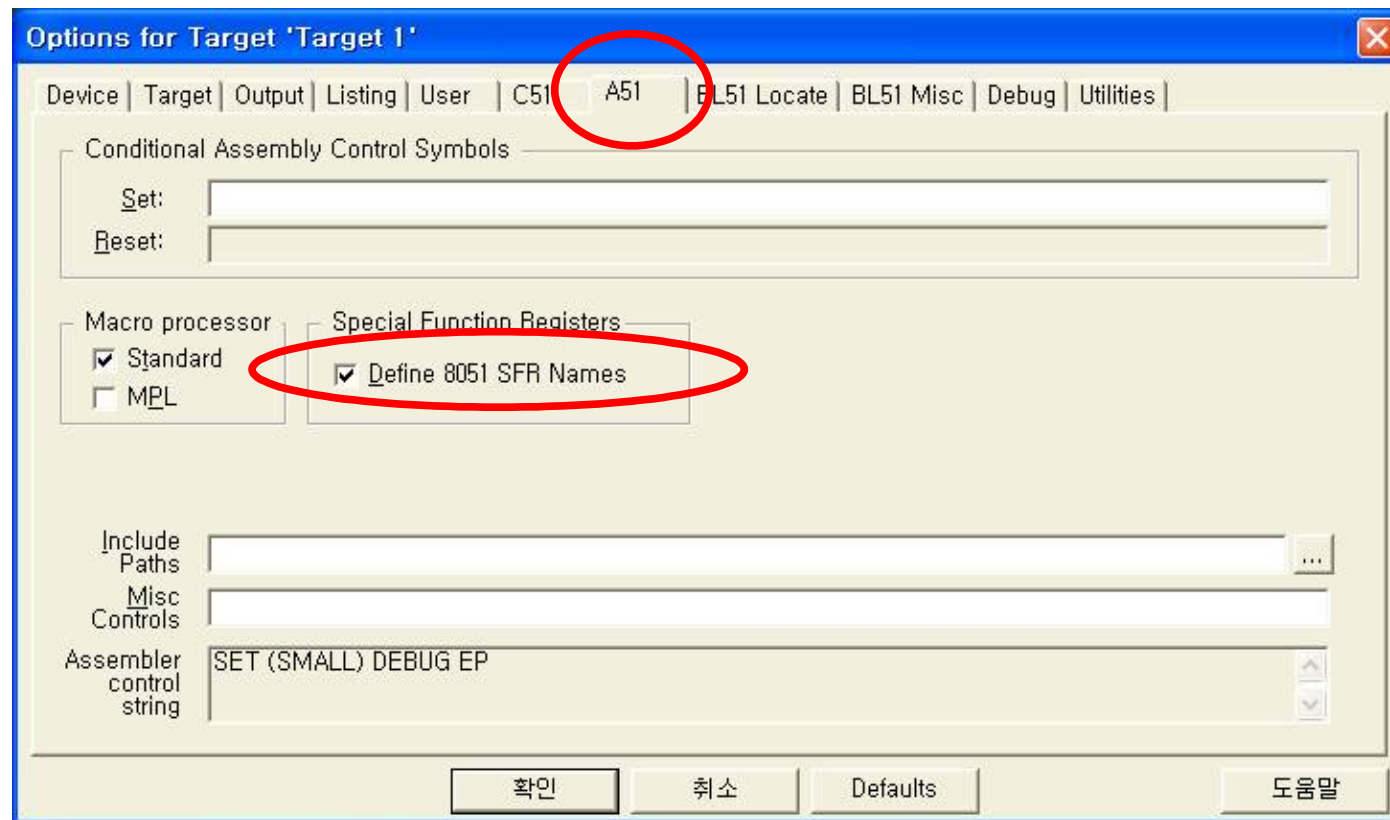 Options for Target 'Target 1'
Device Target Output Listing User C51 A51 BL51 Locate BL51 Misc Debug Utilities
Conditional Assembly Control Symbols
Set:
Reset:
Macro processor Special Function Registers
Standard Define 8051 SFR Names
MPL
Include
Paths ...
Misc
Controls
Assembler SET (SMALL) DEBUG EP
control
string
확인 취소 Defaults 도움말